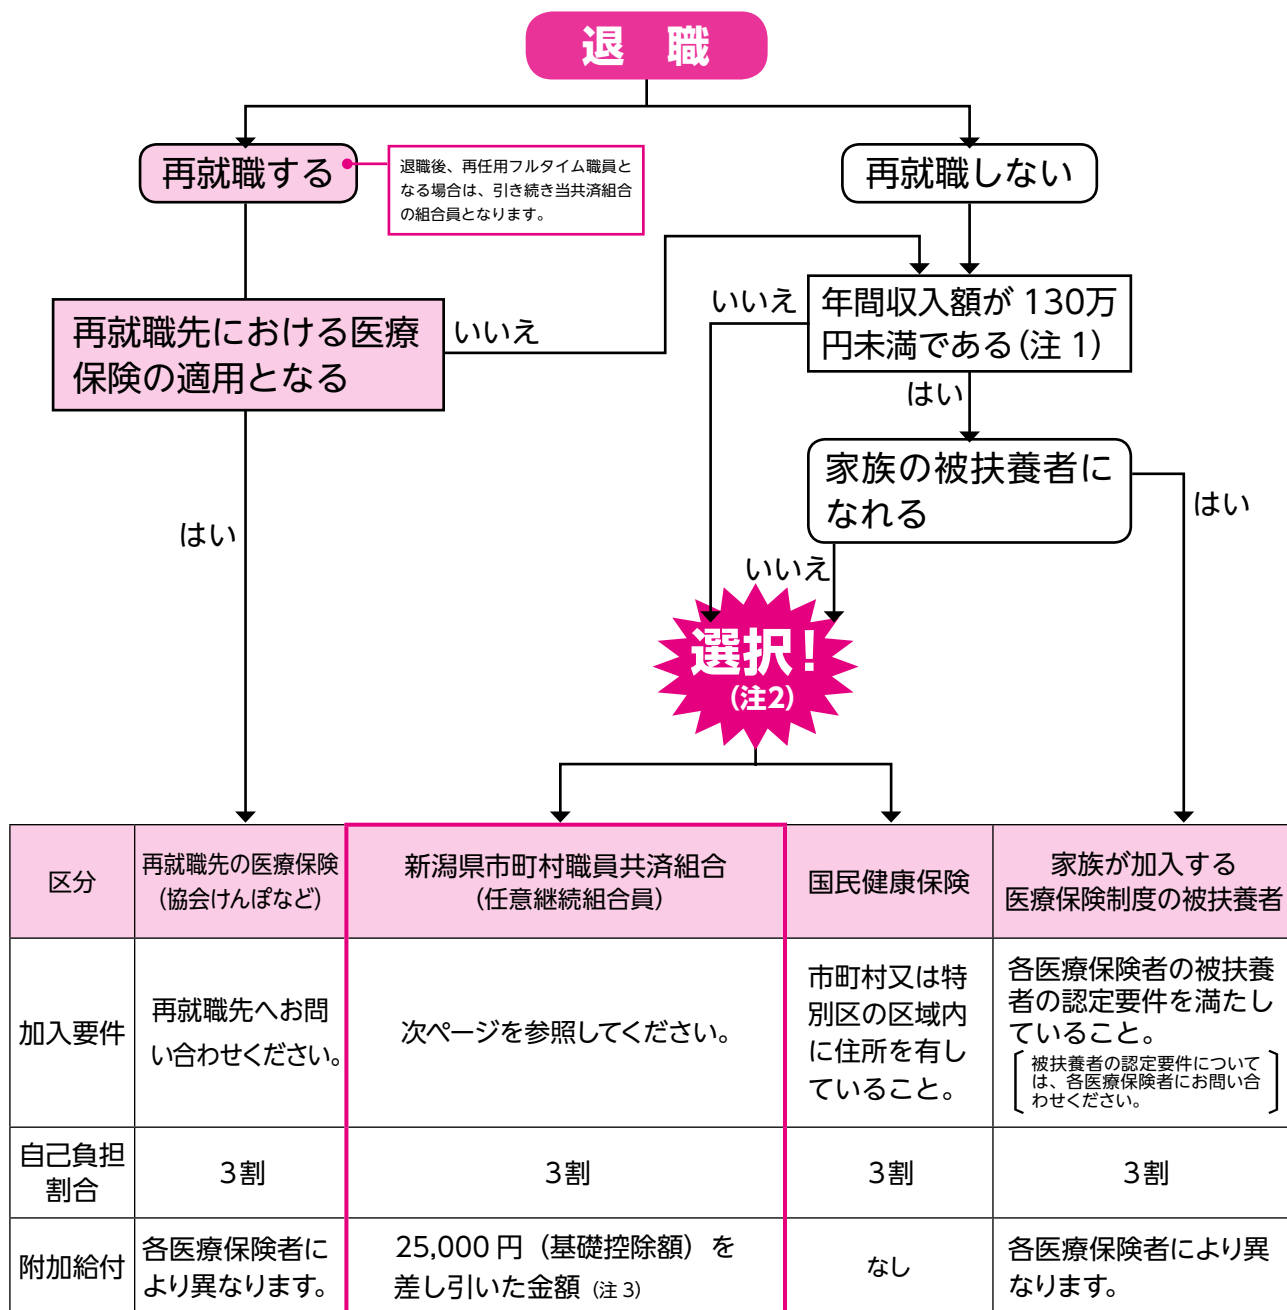 退　職
再就職する
退職後、再任用フルタイム職員と
なる場合は、引き続き当共済組合
の組合員となります。
再就職しない
再就職先における医療
保険の適用となる
いいえ
いいえ
年間収入額が 130万
円未満である（注 1）
はい
家族の被扶養者に
なれる
はい
はい
いいえ
選択！
（注2）
区分
再就職先の医療保険
（協会けんぽなど）
新潟県市町村職員共済組合
（任意継続組合員）
国民健康保険
家族が加入する
医療保険制度の被扶養者
加入要件
再就職先へお問
い合わせください。
次ページを参照してください。
市町村又は特
別区の区域内
に住所を有し
ていること。
各医療保険者の被扶養
者の認定要件を満たし
ていること。
被扶養者の認定要件について
は、各医療保険者にお問い合
わせください。
自己負担
割合
3割
3割
3割
3割
附加給付
各医療保険者に
より異なります。
25,000 円（基礎控除額）を
差し引いた金額（注 3）
なし
各医療保険者により異
なります。